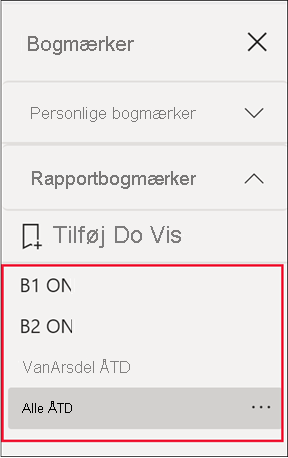 Bogmærker
Personlige bogmærker
Rapportbogmærker
Tilføj Do Vis
B1 ON
B2 ON
VanArsdel ÅTD
Alle ÅTD